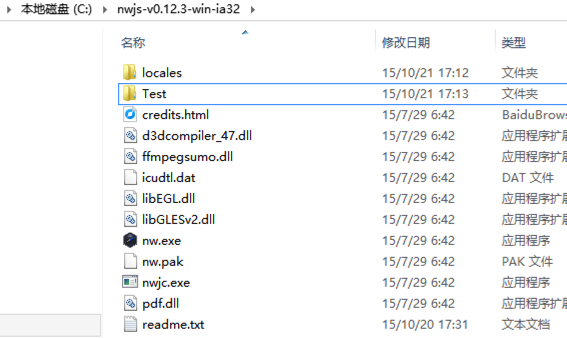 本地磁盘 (C:) nwjs-v0.12.3-win-ia32
名称 修改日期 类型
locales 15/10/21 17:12 文件夹
Test 15/10/21 17:13 文件夹
credits.html 15/7/29 6:42 BaiduBrows
d3dcompiler_47.dll 15/7/29 6:42 应用程序扩展
ffmpegsumo.dll 15/7/29 6:42 应用程序扩展
icudtl.dat 15/7/29 6:42 DAT 文件
libEGL.dll 15/7/29 6:42 应用程序扩展
libGLESv2.dll 15/7/29 6:42 应用程序扩展
nw.exe 15/7/29 6:42 应用程序
nw.pak 15/7/29 6:42 PAK 文件
nwjc.exe 15/7/29 6:42 应用程序
pdf.dll 15/7/29 6:42 应用程序扩展
readme.txt 15/10/20 17:31 文本文档